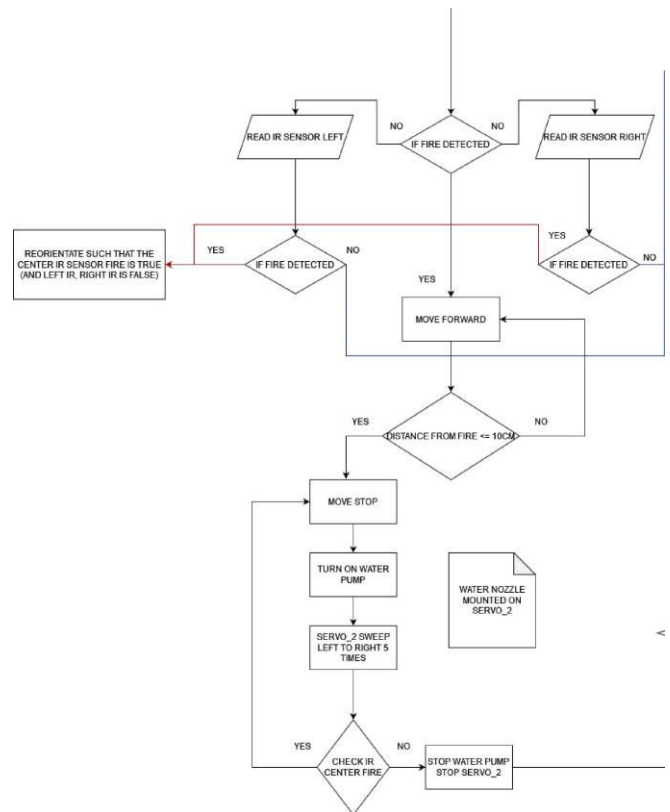 NO
NO
READ IR SENSOR LEFT
IF FIRE DETECTED
READ IR SENSOR RIGHT
REORIENTATE SUCH THAT THE
CENTER IR SENSOR FIRE IS TRUE
(AND LEFT IR, RIGHT IR IS FALSE)
YES
IF FIRE DETECTED
NO
YES
IF FIRE DETECTED
NO
YES
MOVE FORWARD
YES
DISTANCE FROM FIRE <= 10CM
NO
MOVE STOP
TURN ON WATER
PUMP
WATER NOZZLE
MOUNTED ON
SERVO_2
SERVO_2 SWEEP
LEFT TO RIGHT 5
TIMES
YES
CHECK IR
CENTER FIRE
NO
STOP WATER PUMP
STOP SERVO_2